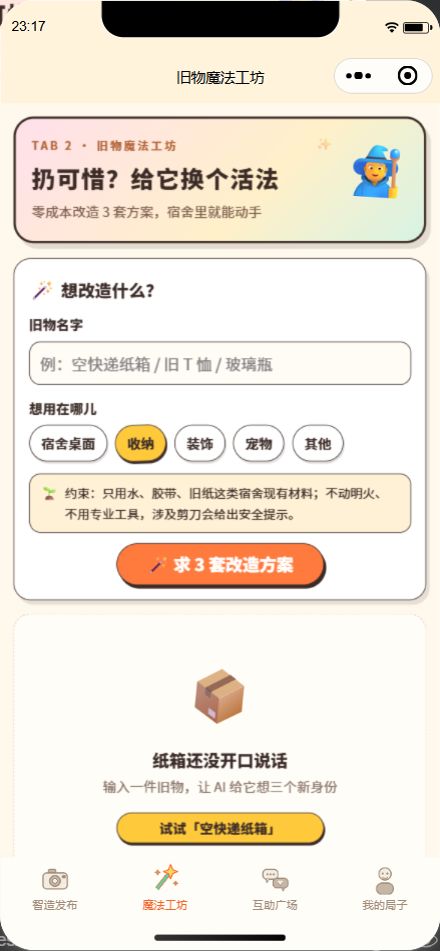 23:17
旧物魔法工坊
TAB 2 · 旧物魔法工坊
扔可惜？给它换个活法
零成本改造 3 套方案，宿舍里就能动手
想改造什么？
旧物名字
例：空快递纸箱 / 旧 T 恤 / 玻璃瓶
想用在哪儿
宿舍桌面 收纳 装饰 宠物 其他
约束：只用水、胶带、旧纸这类宿舍现有材料；不动明火、
不用专业工具，涉及剪刀会给出安全提示。
求 3 套改造方案
纸箱还没开口说话
输入一件旧物，让 AI 给它想三个新身份
试试「空快递纸箱」
智造发布 魔法工坊 互助广场 我的局子